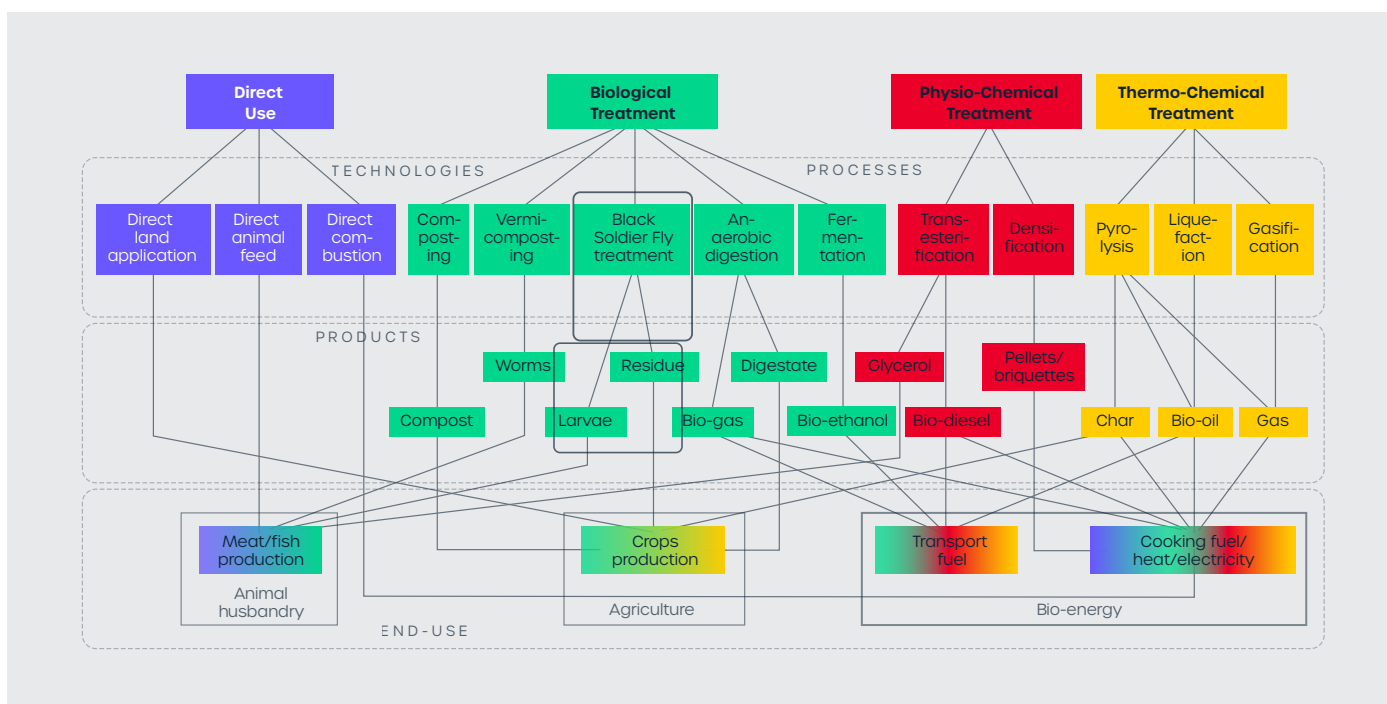 Direct
Use
Biological
Treatment
Physio-Chemical
Treatment
Thermo-Chemical
Treatment
TECHNOLOGIES
PROCESSES
Direct
land
application
Direct
animal
feed
Direct
com-
bustion
Com-
post-
ing
Vermi-
compost-
ing
Black
Soldier Fly
treatment
An-
aerobic
digestion
Fer-
men-
tation
Trans-
esteri-
fication
Densi-
fication
Pyro-
lysis
Lique-
fact-
ion
Gasifi-
cation
PRODUCTS
Worms
Residue
Digestate
Glycerol
Pellets/
briquettes
Compost
Larvae
Bio-gas
Bio-ethanol
Bio-diesel
Char
Bio-oil
Gas
Meat/fish
production
Crops
production
Transport
fuel
Cooking fuel/
heat/electricity
Animal
husbandry
Agriculture
Bio-energy
END-USE